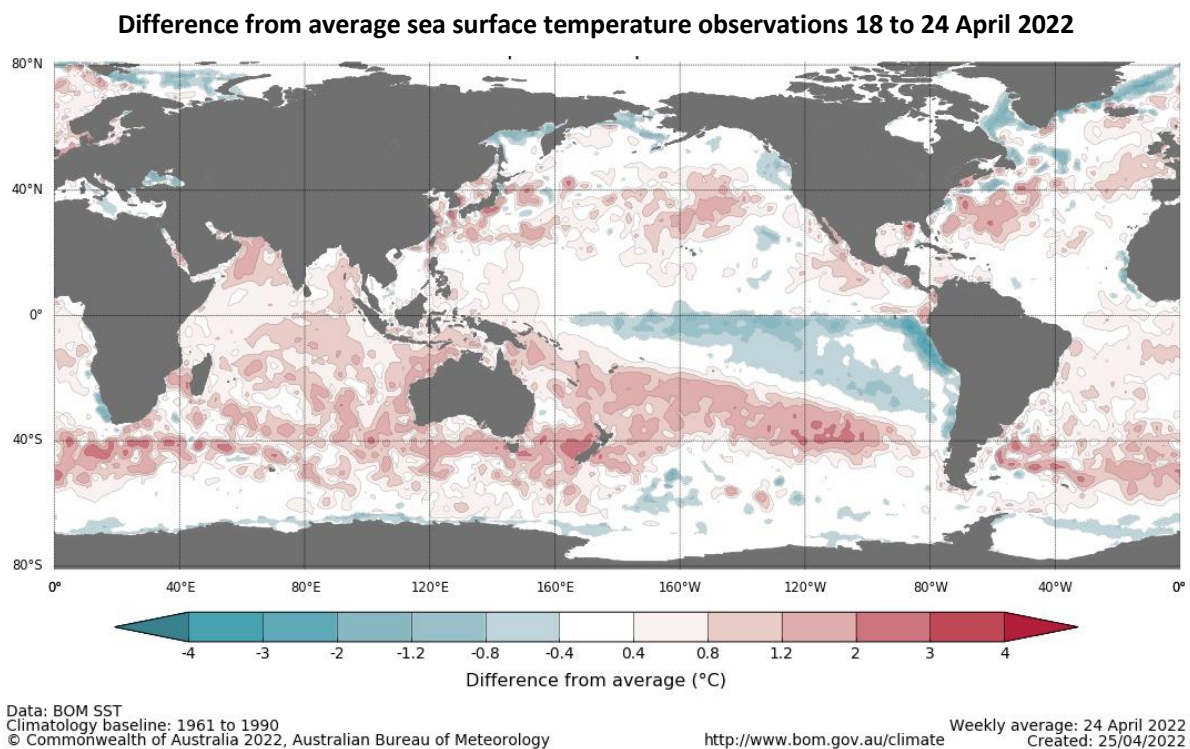 Difference from average sea surface temperature observations 18 to 24 April 2022
80°N
40°N
0°
40°S
80°S
0° 40°E 80°E 120°E 160°E 160°W 120°W 80°W 40°W 0°
-4 -3 -2 -1.2 -0.8 -0.4 0.4 0.8 1.2 2 3 4
Difference from average (°C)
Data: BOM SST
Climatology baseline: 1961 to 1990
© Commonwealth of Australia 2022, Australian Bureau of Meteorology
http://www.bom.gov.au/climate
Weekly average: 24 April 2022
Created: 25/04/2022